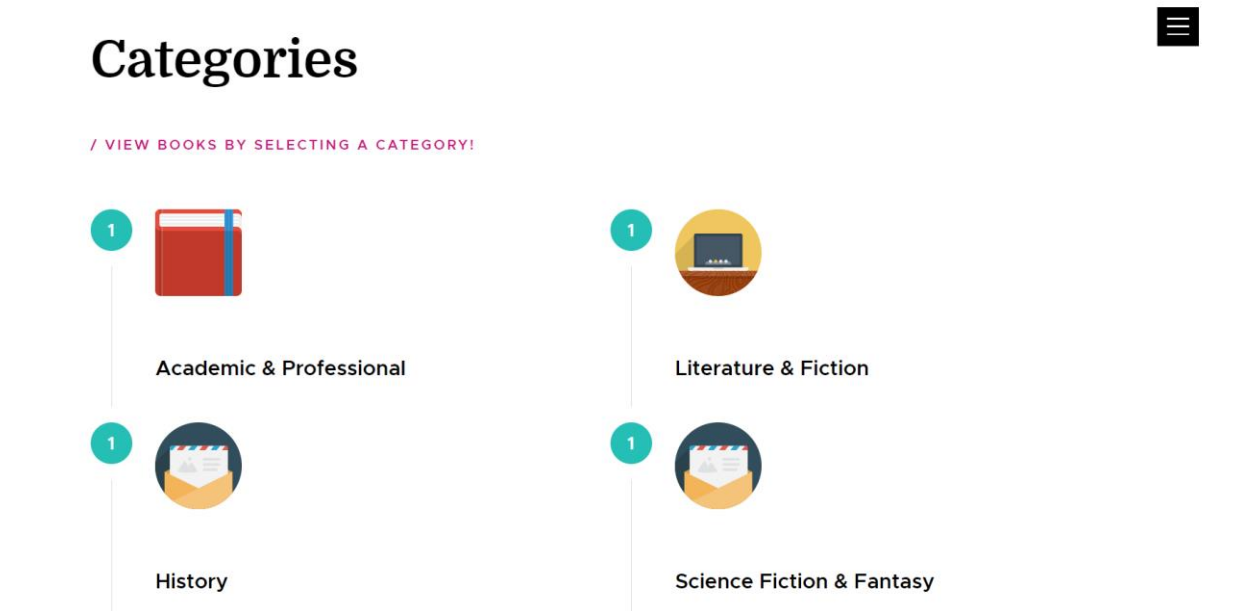 Categories
/ VIEW BOOKS BY SELECTING A CATEGORY!
1
Academic & Professional
1
Literature & Fiction
1
History
1
Science Fiction & Fantasy